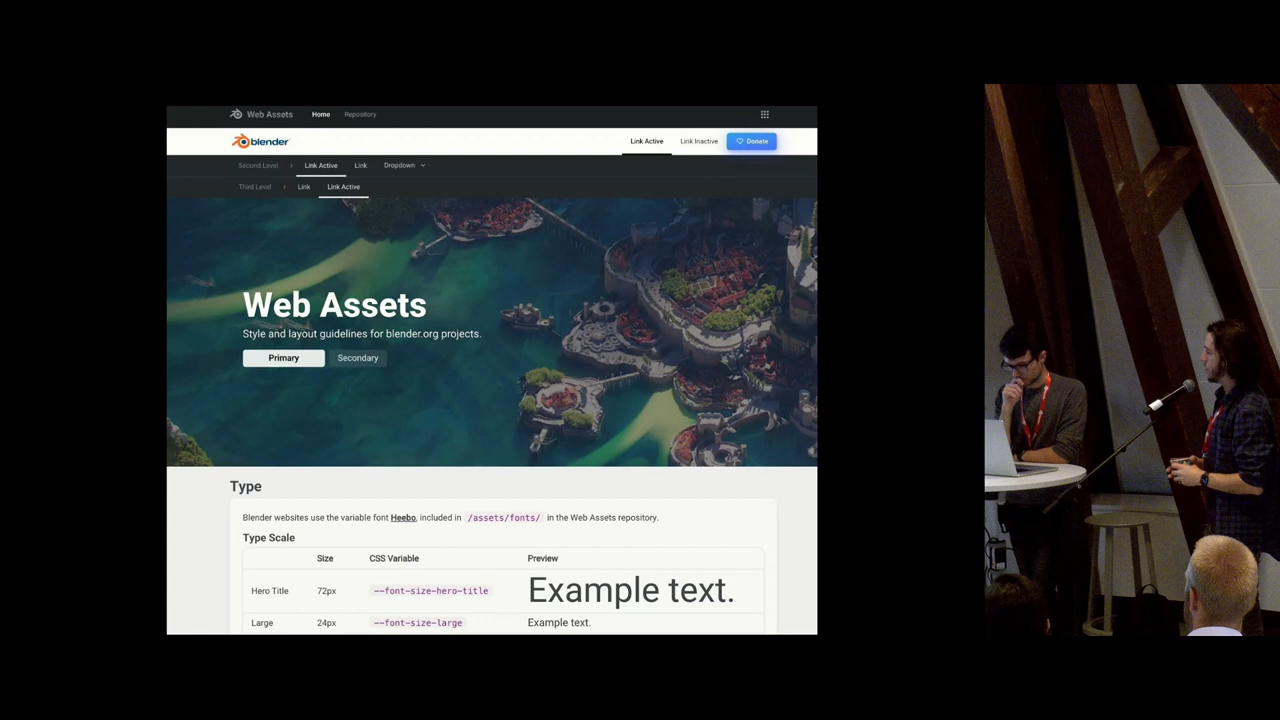 Web Assets Home Repository
blender Link Active Link Inactive Donate
Second Level Link Active Link Dropdown
Third Level Link Link Active
Web Assets
Style and layout guidelines for blender.org projects.
Primary Secondary
Type
Blender websites use the variable font Heebo, included in /assets/fonts/ in the Web Assets repository.
Type Scale
Size CSS Variable Preview
Hero Title 72px --font-size-hero-title Example text.
Large 24px --font-size-large Example text.